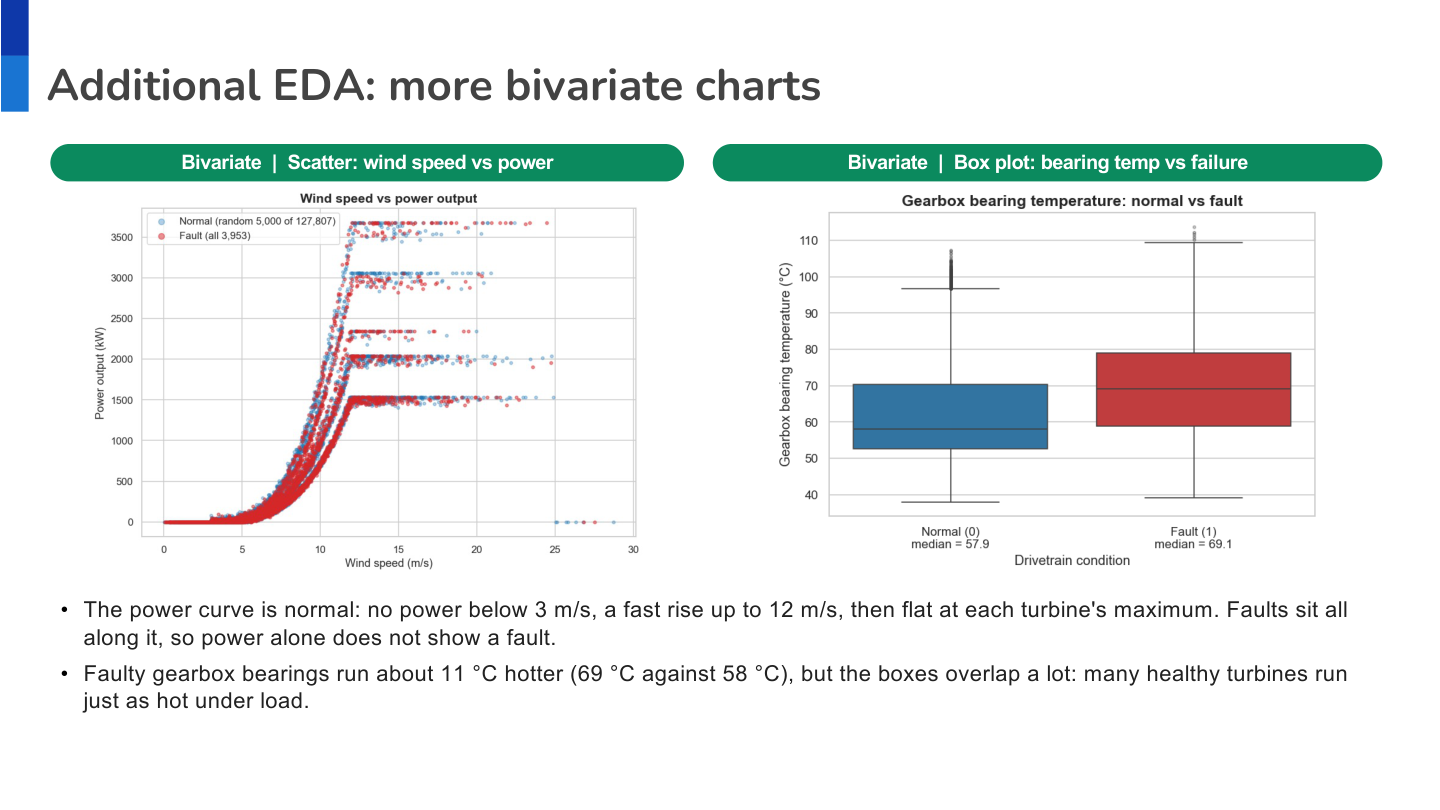 Additional EDA: more bivariate charts
Bivariate | Scatter: wind speed vs power
Wind speed vs power output
Normal (random 5,000 of 127,807)
Fault (all 3,953)
Power output (kW)
3500
3000
2500
2000
1500
1000
500
0
0 5 10 15 20 25 30
Wind speed (m/s)
Bivariate | Box plot: bearing temp vs failure
Gearbox bearing temperature: normal vs fault
Gearbox bearing temperature (°C)
110
100
90
80
70
60
50
40
Normal (0) Fault (1)
median = 57.9 median = 69.1
Drivetrain condition
• The power curve is normal: no power below 3 m/s, a fast rise up to 12 m/s, then flat at each turbine's maximum. Faults sit all
along it, so power alone does not show a fault.
• Faulty gearbox bearings run about 11 °C hotter (69 °C against 58 °C), but the boxes overlap a lot: many healthy turbines run
just as hot under load.